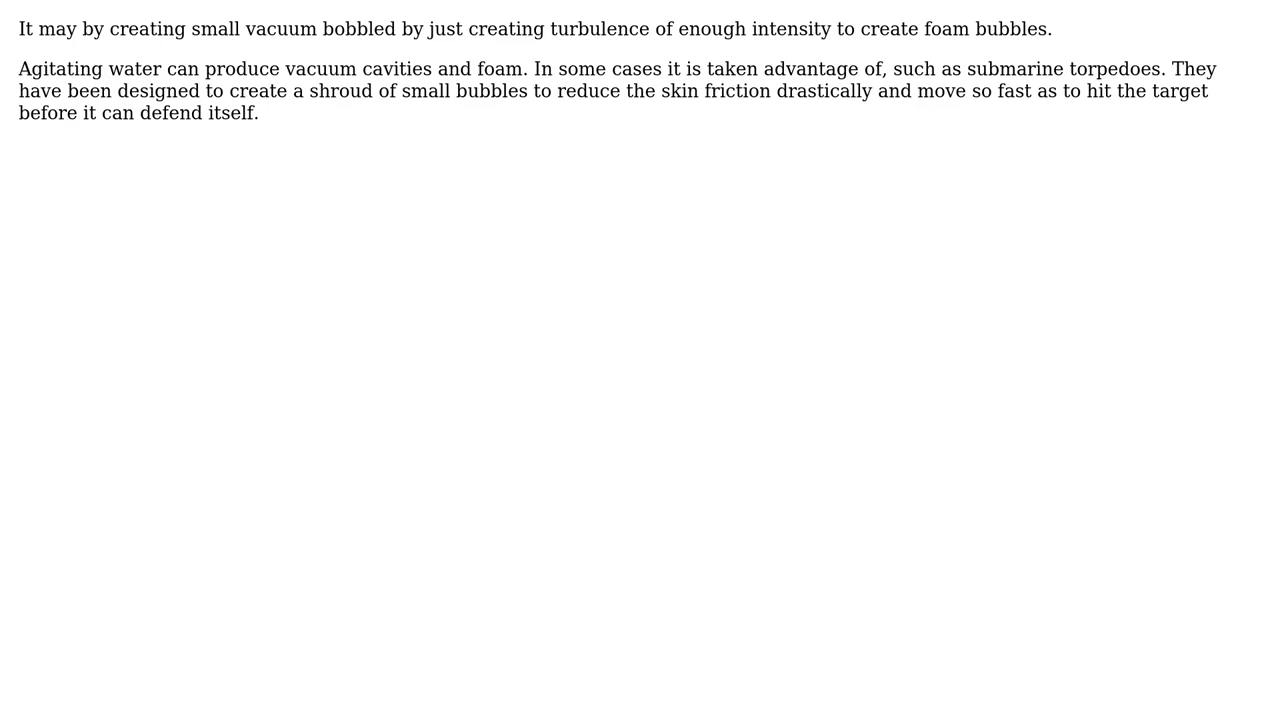 It may by creating small vacuum bobbled by just creating turbulence of enough intensity to create foam bubbles.
Agitating water can produce vacuum cavities and foam. In some cases it is taken advantage of, such as submarine torpedoes. They
have been designed to create a shroud of small bubbles to reduce the skin friction drastically and move so fast as to hit the target
before it can defend itself.